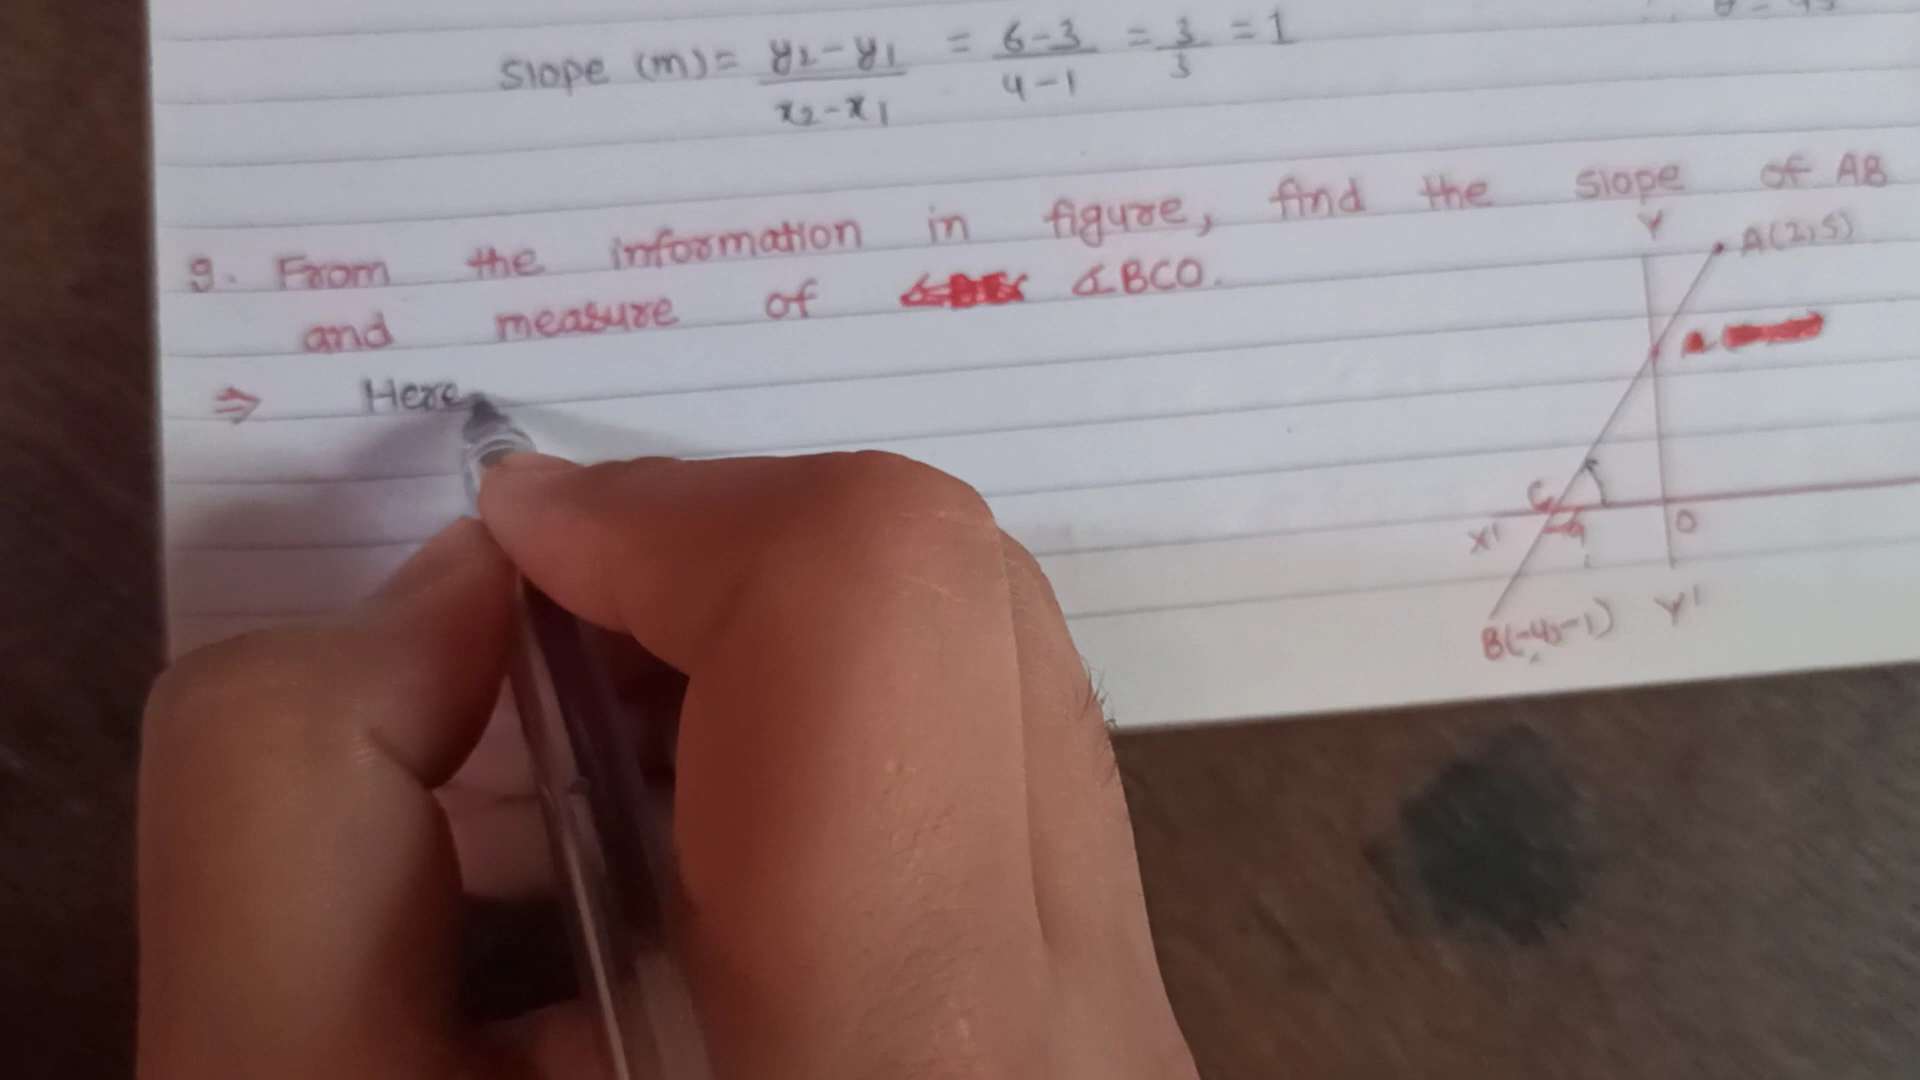 Slope (m) = y₂-y₁ / x₂-x₁ = 6-3 / 4-1 = 3/3 = 1
9. From the information in figure, find the slope of AB
and measure of ∡BCO.
⇒ Here,
Y
A(2,5)
C
X'
O
B(-4,-1)
Y'